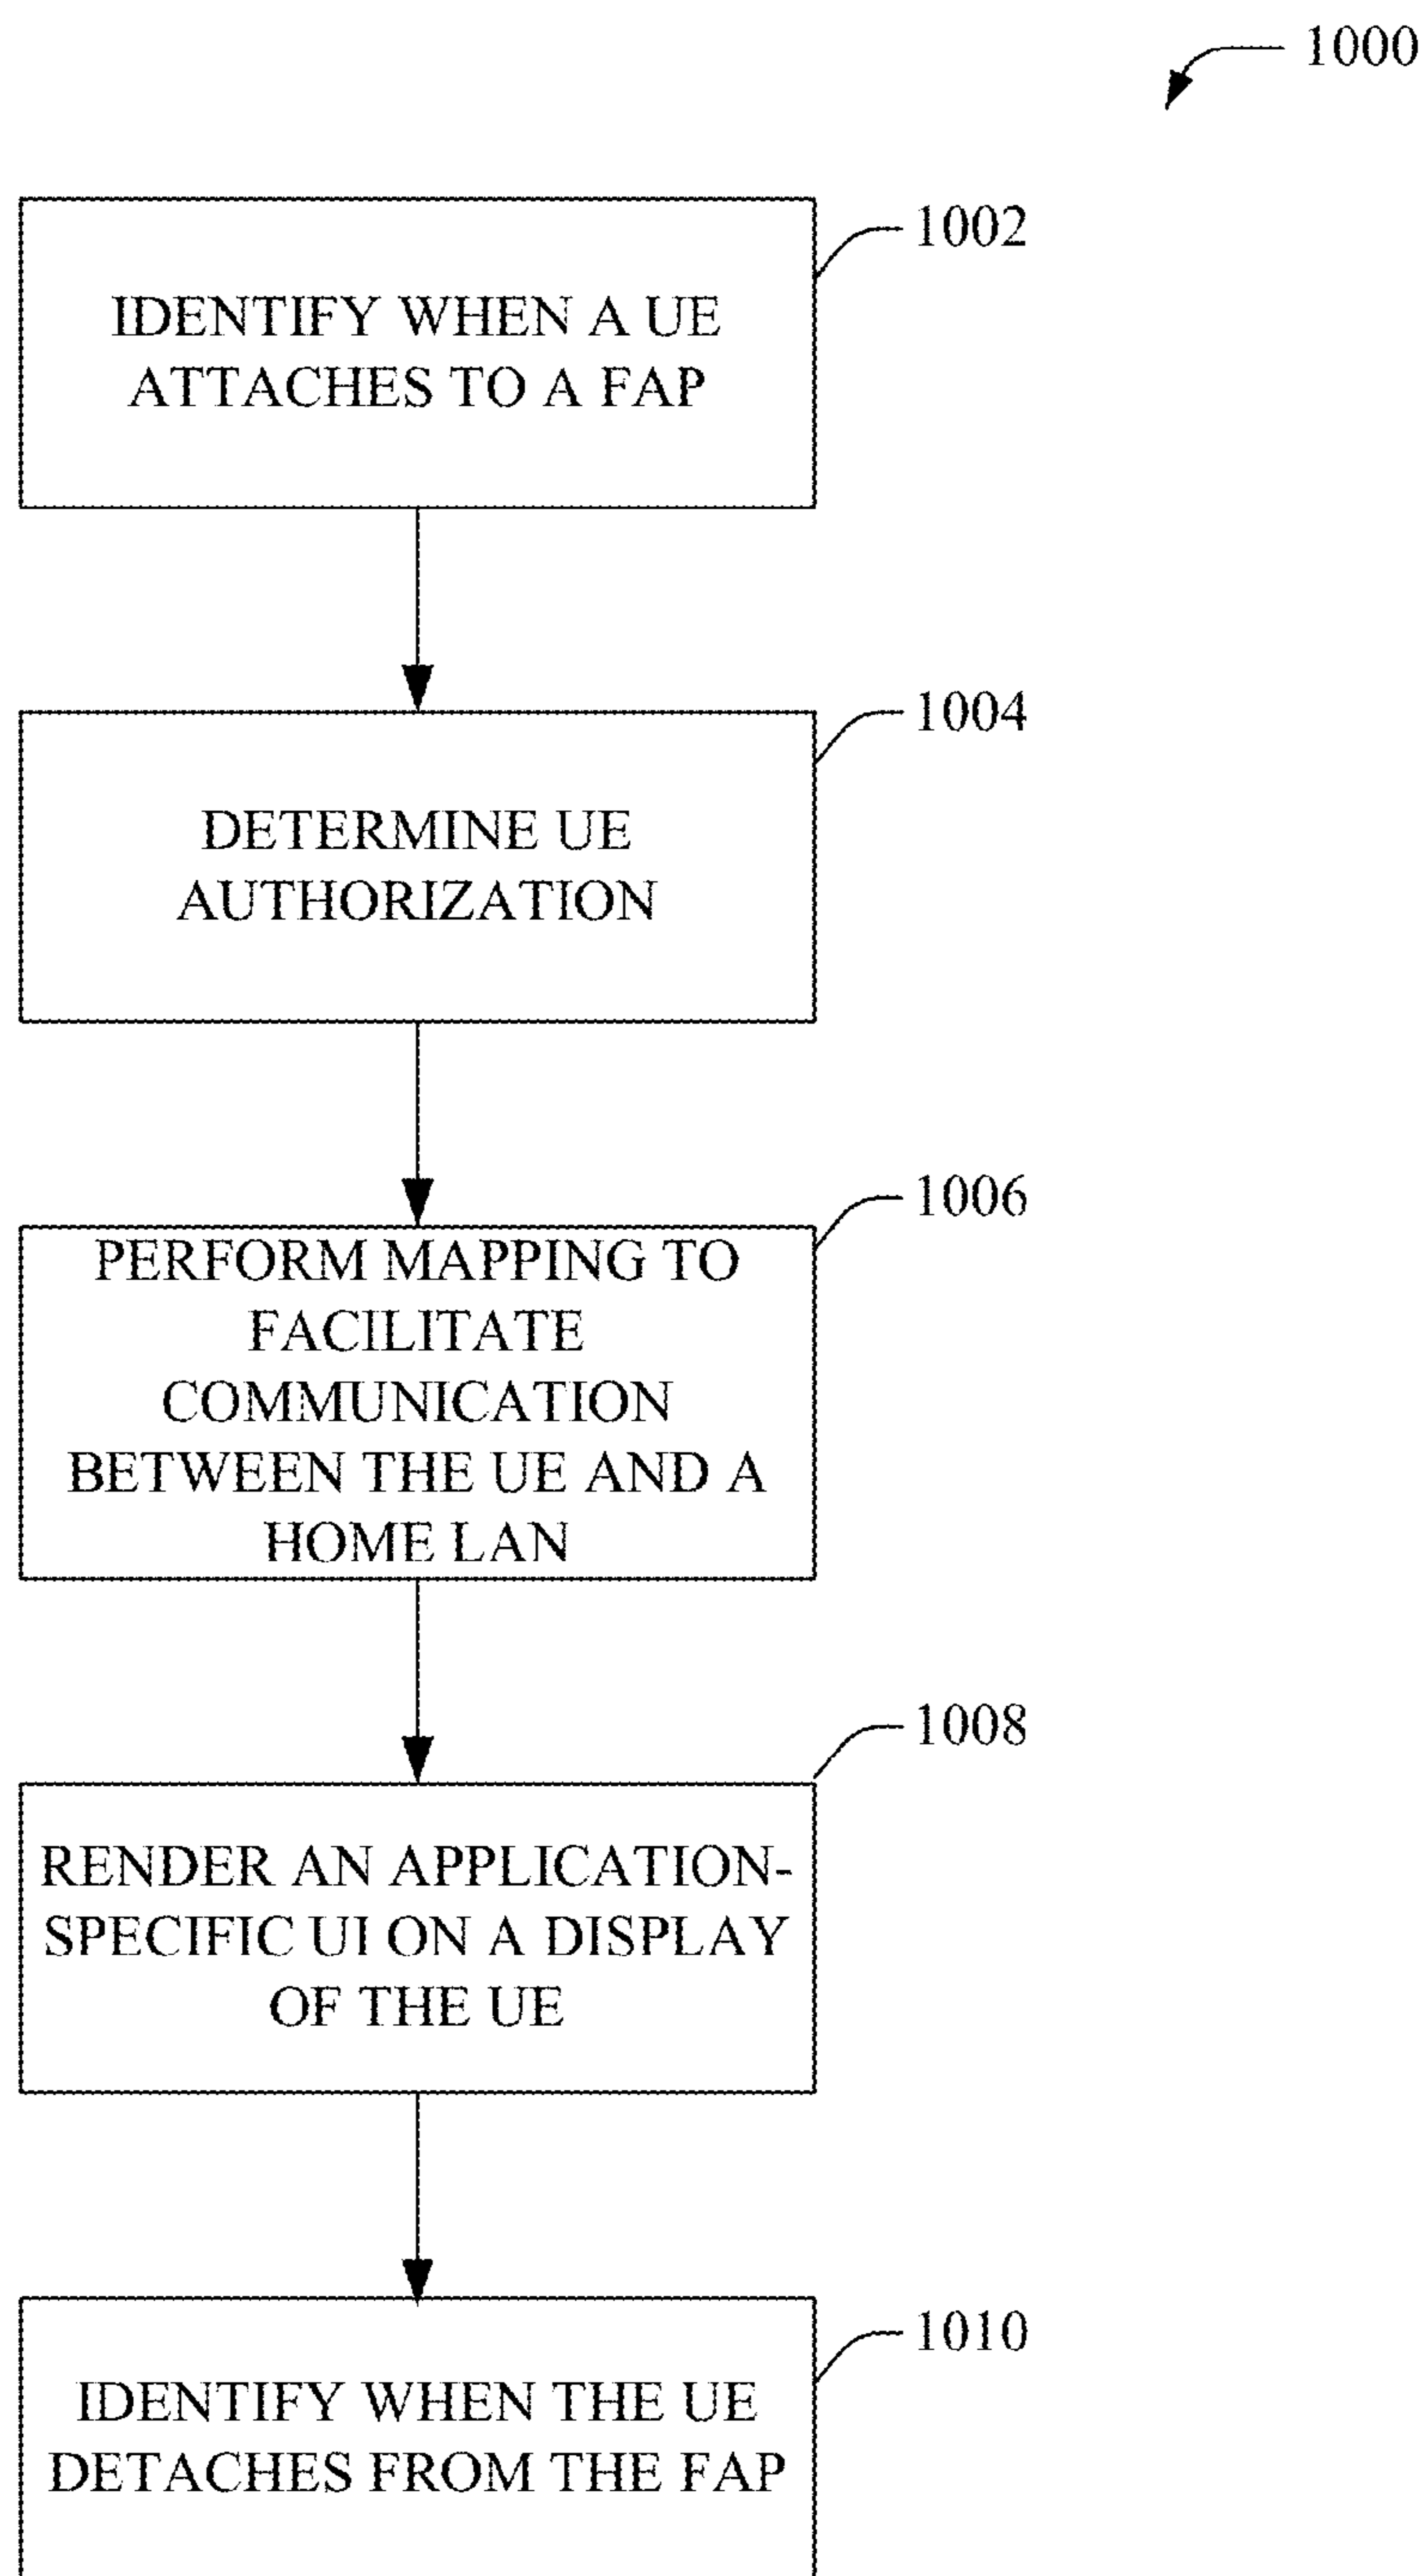 1000
1002
IDENTIFY WHEN A UE
ATTACHES TO A FAP
1004
DETERMINE UE
AUTHORIZATION
1006
PERFORM MAPPING TO
FACILITATE
COMMUNICATION
BETWEEN THE UE AND A
HOME LAN
1008
RENDER AN APPLICATION-
SPECIFIC UI ON A DISPLAY
OF THE UE
1010
IDENTIFY WHEN THE UE
DETACHES FROM THE FAP